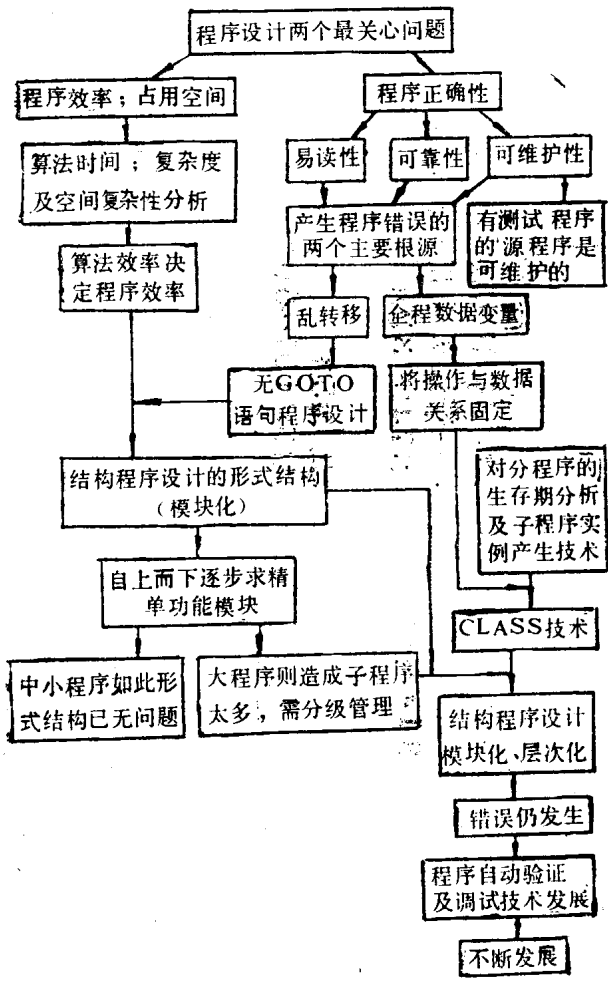 程序设计两个最关心问题
程序效率；占用空间
程序正确性
算法时间；复杂度
及空间复杂性分析
易读性
可靠性
可维护性
算法效率决
定程序效率
产生程序错误的
两个主要根源
有测试程序
的源程序是
可维护的
乱转移
全程数据变量
无GOTO
语句程序设计
将操作与数据
关系固定
结构程序设计的形式结构
（模块化）
对分程序的
生存期分析
及子程序实
例产生技术
自上而下逐步求精
单功能模块
CLASS技术
中小程序如此形
式结构已无问题
大程序则造成子程序
太多，需分级管理
结构程序设计
模块化、层次化
错误仍发生
程序自动验证
及调试技术发展
不断发展